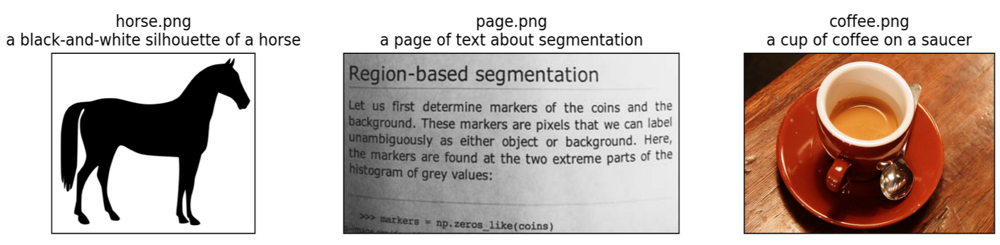 horse.png
a black-and-white silhouette of a horse
page.png
a page of text about segmentation
coffee.png
a cup of coffee on a saucer
Region-based segmentation
Let us first determine markers of the coins and the
background. These markers are pixels that we can label
unambiguously as either object or background. Here,
the markers are found at the two extreme parts of the
histogram of grey values:
>>> markers = np.zeros_like(coins)